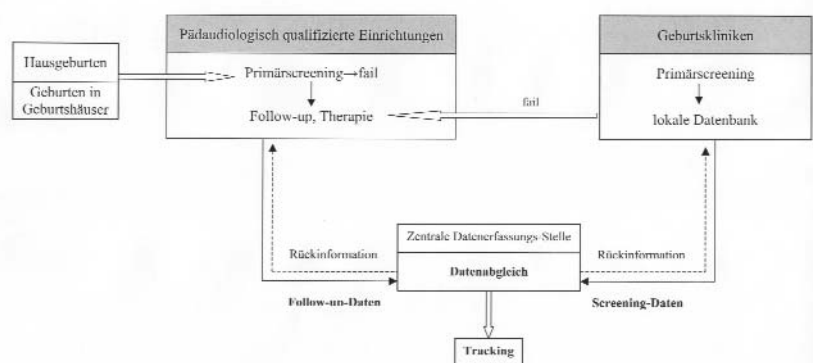 Pädaudiologisch qualifizierte Einrichtungen
Geburtskliniken
Hausgeburten
Geburten in
Geburtshäuser
Primärscreening→fail
Follow-up, Therapie
fail
Primärscreening
lokale Datenbank
Zentrale Datenerfassungs-Stelle
Datenabgleich
Rückinformation
Rückinformation
Follow-up-Daten
Screening-Daten
Tracking